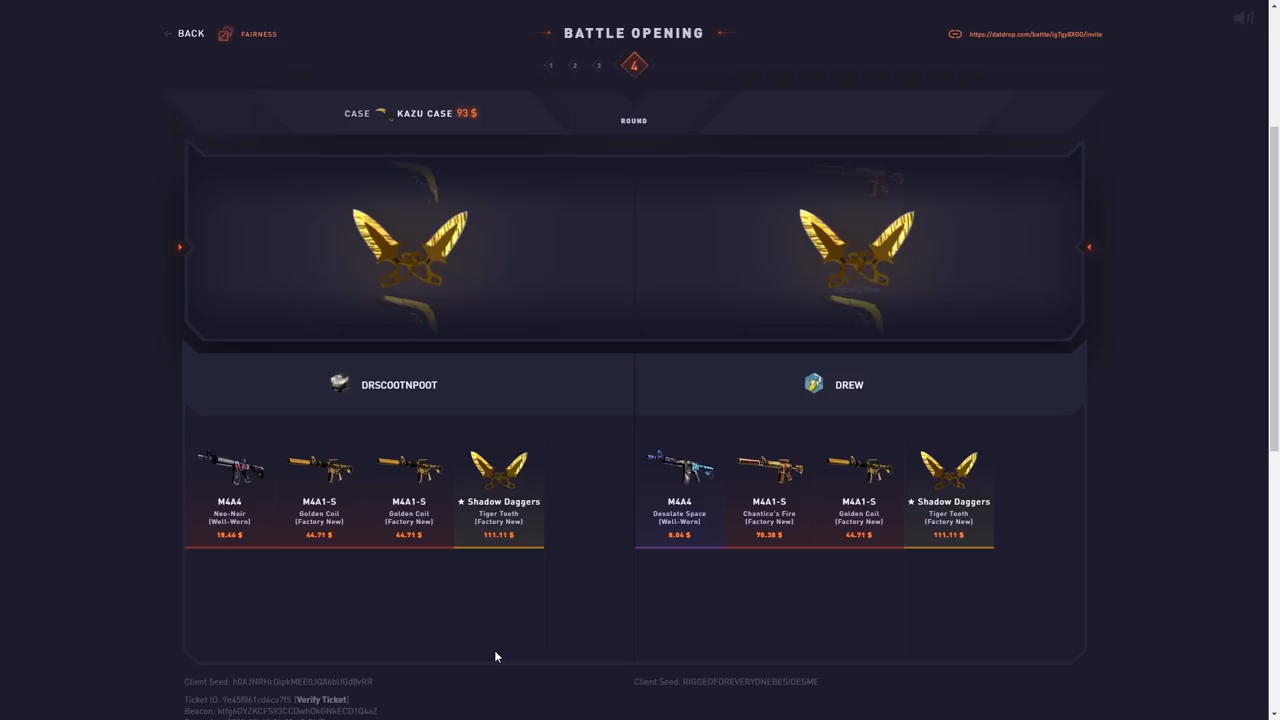 ← BACK FAIRNESS
BATTLE OPENING
https://datdrop.com/battle/igTgy8XGO/invite
1 2 3 4
CASE KAZU CASE 93 $
ROUND
DRSCOOTNPOOT
DREW
M4A4
Neo-Noir
(Well-Worn)
18.46 $
M4A1-S
Golden Coil
(Factory New)
44.71 $
M4A1-S
Golden Coil
(Factory New)
44.71 $
★ Shadow Daggers
Tiger Tooth
(Factory New)
111.11 $
M4A4
Desolate Space
(Well-Worn)
8.04 $
M4A1-S
Chantico's Fire
(Factory New)
70.38 $
M4A1-S
Golden Coil
(Factory New)
44.71 $
★ Shadow Daggers
Tiger Tooth
(Factory New)
111.11 $
Client Seed: h0XJNRHrDipkMEE0JQX6bUGd8vRR
Client Seed: RIGGEDFOREVERYONEBESIDESME
Ticket ID: 9e45f861cd4ca7f5 [Verify Ticket]
Beacon: